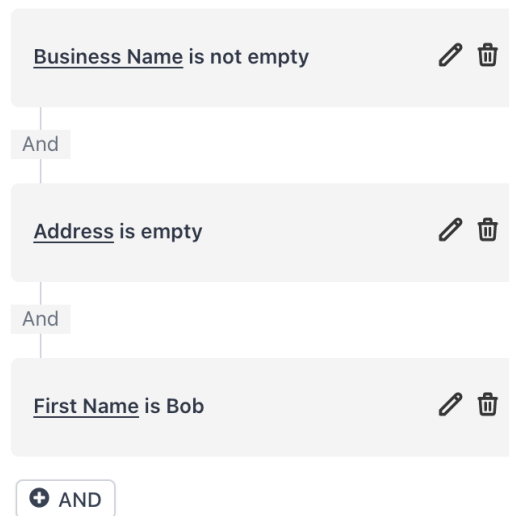 Business Name is not empty
And
Address is empty
And
First Name is Bob
AND